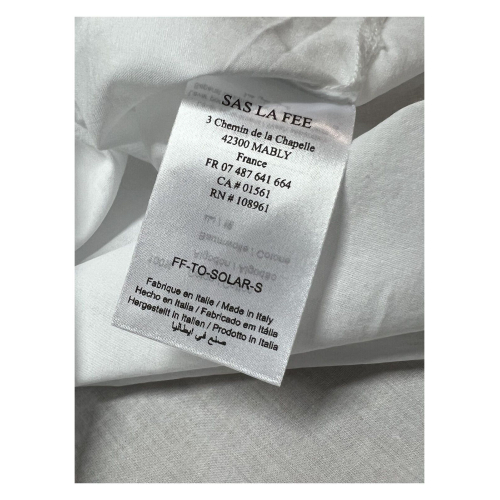 SAS LA FEE
3 Chemin de la Chapelle
42300 MABLY
France
FR 07 487 641 664
CA # 01561
RN # 108961
FF-TO-SOLAR-S
Fabrique en Italie / Made in Italy
Hecho en Italia / Fabricado em Itália
Hergestellt in Italien / Prodotto in Italia
صنع في ايطاليا